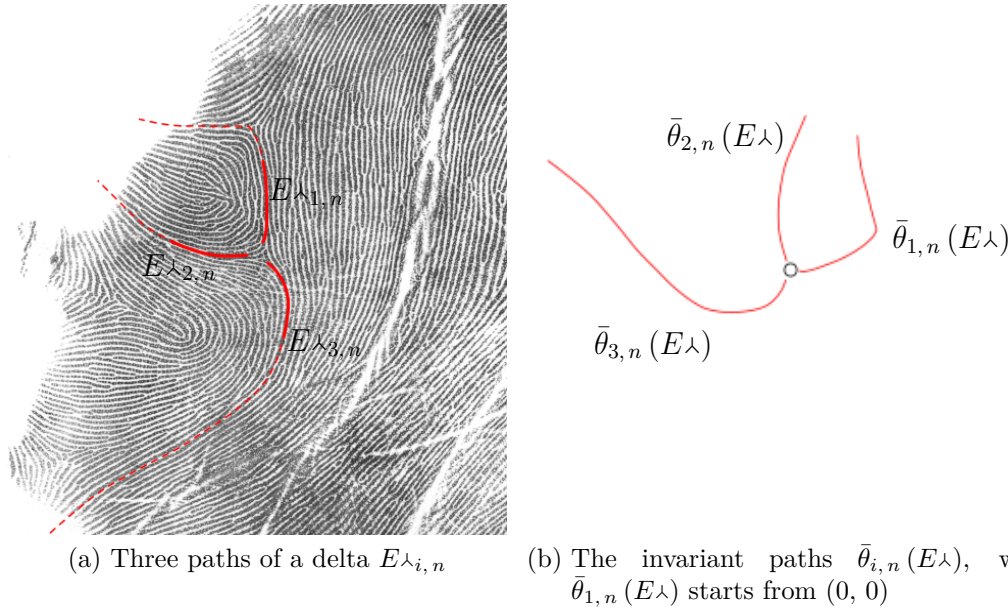 E⅄₁, ₙ
E⅄₂, ₙ
E⅄₃, ₙ
θ̄₂, ₙ (E⅄)
θ̄₁, ₙ (E⅄)
θ̄₃, ₙ (E⅄)
(a) Three paths of a delta E⅄ᵢ, ₙ
(b) The invariant paths θ̄ᵢ, ₙ (E⅄), w
θ̄₁, ₙ (E⅄) starts from (0, 0)